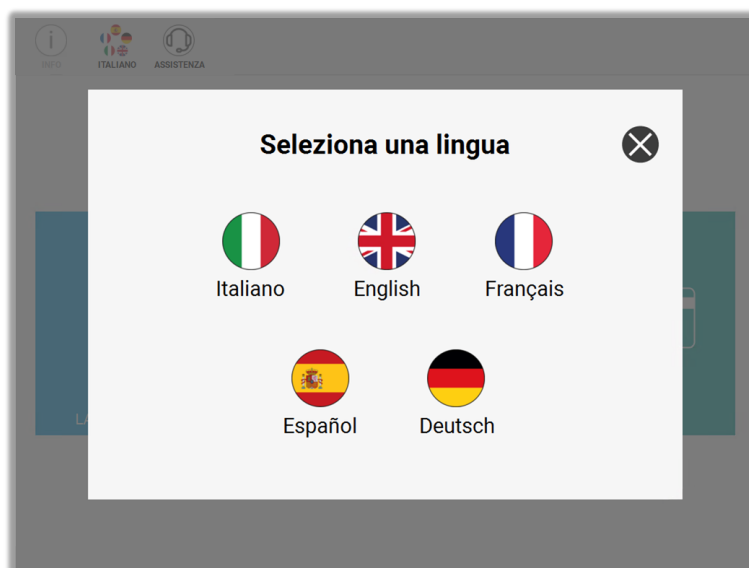 INFO
ITALIANO
ASSISTENZA
Seleziona una lingua
Italiano
English
Français
Español
Deutsch